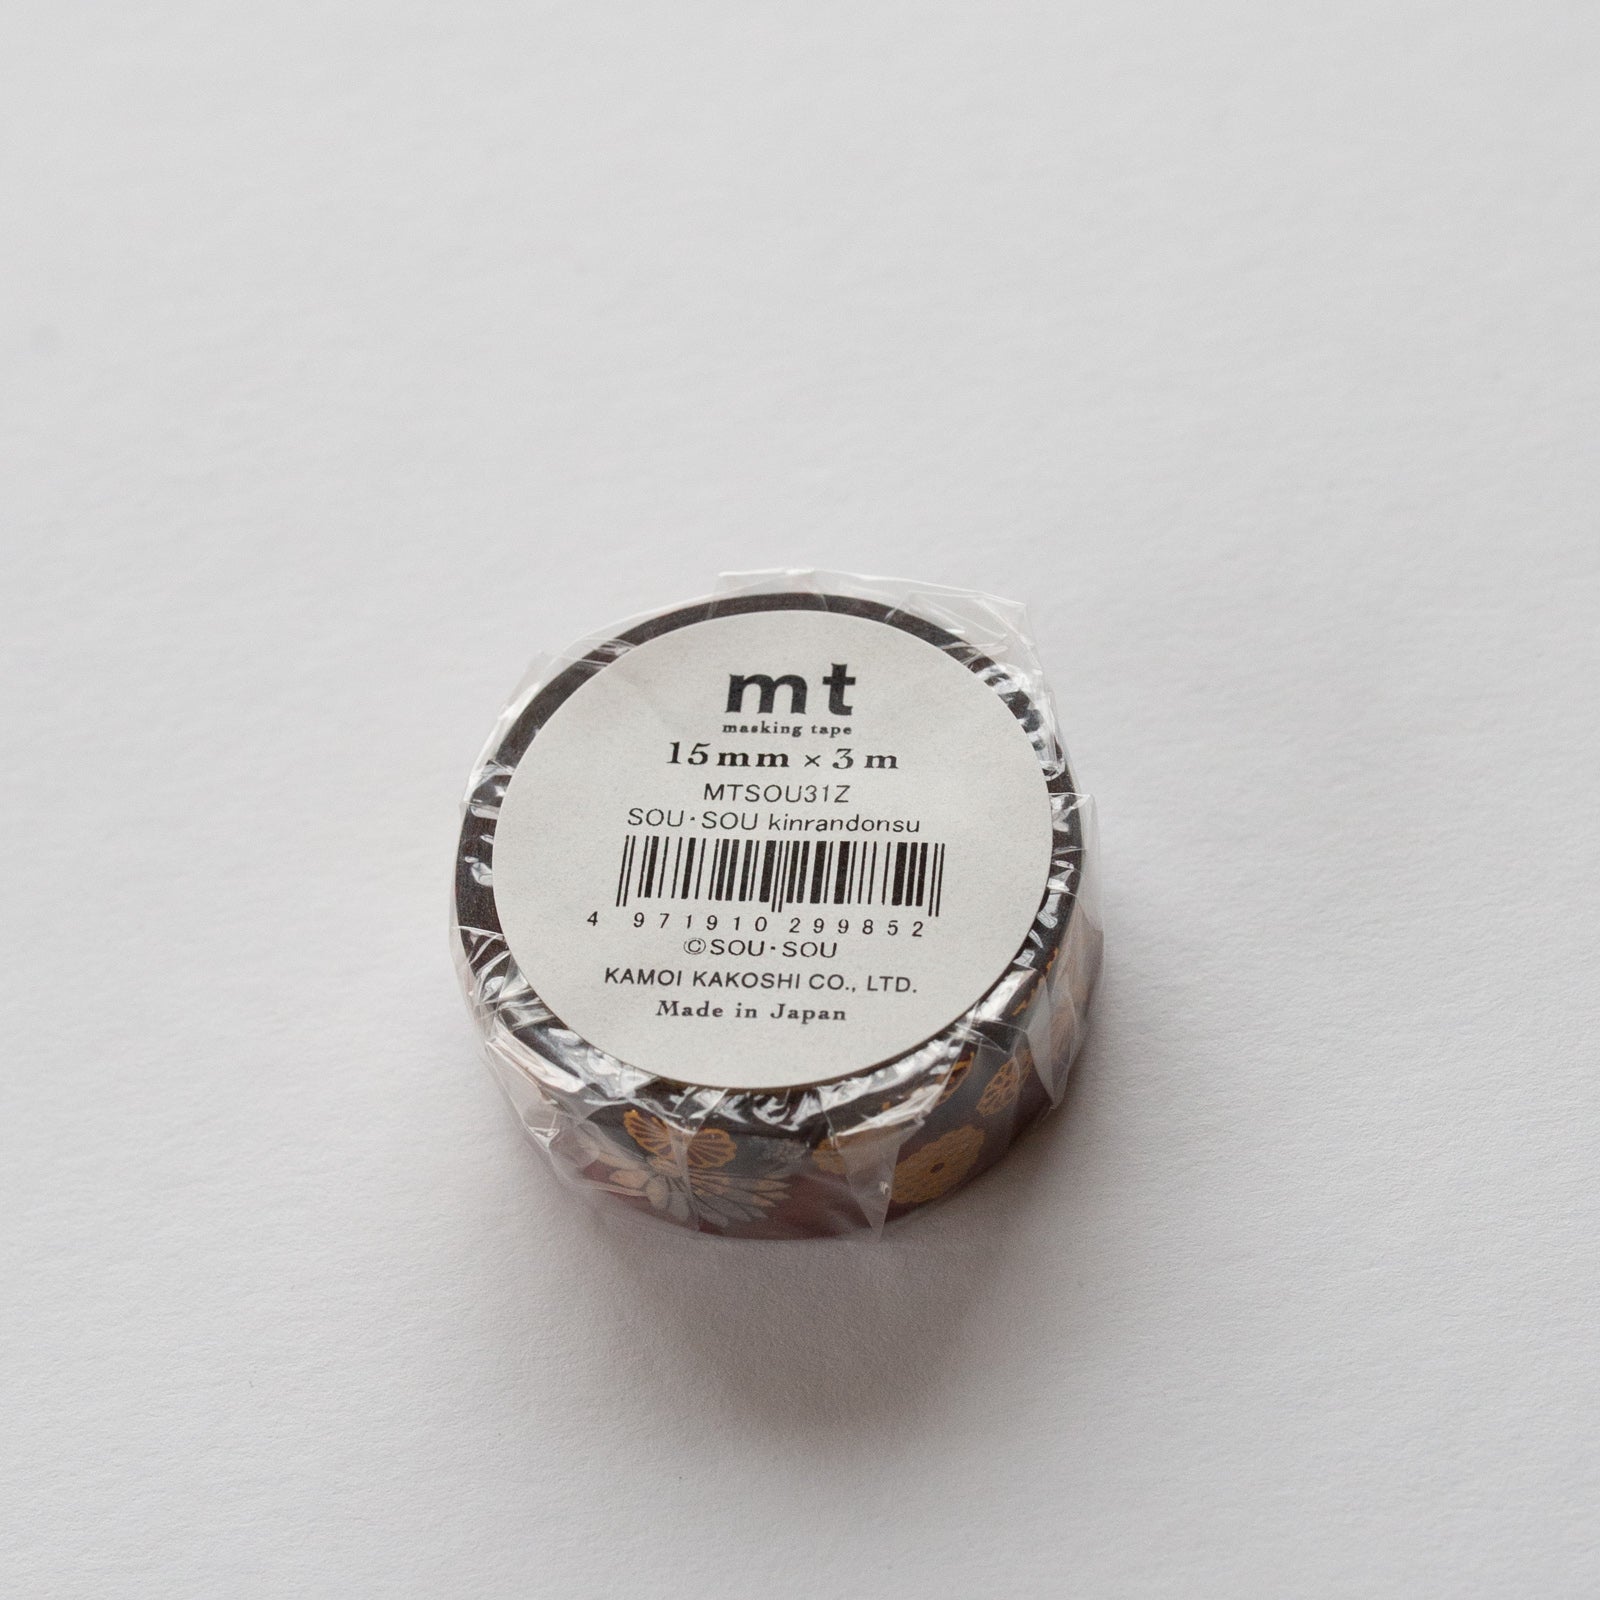 mt
masking tape
15mm × 3m
MTSOU31Z
SOU・SOU kinrandonsu
4 971910 299852
©SOU・SOU
KAMOI KAKOSHI CO., LTD.
Made in Japan